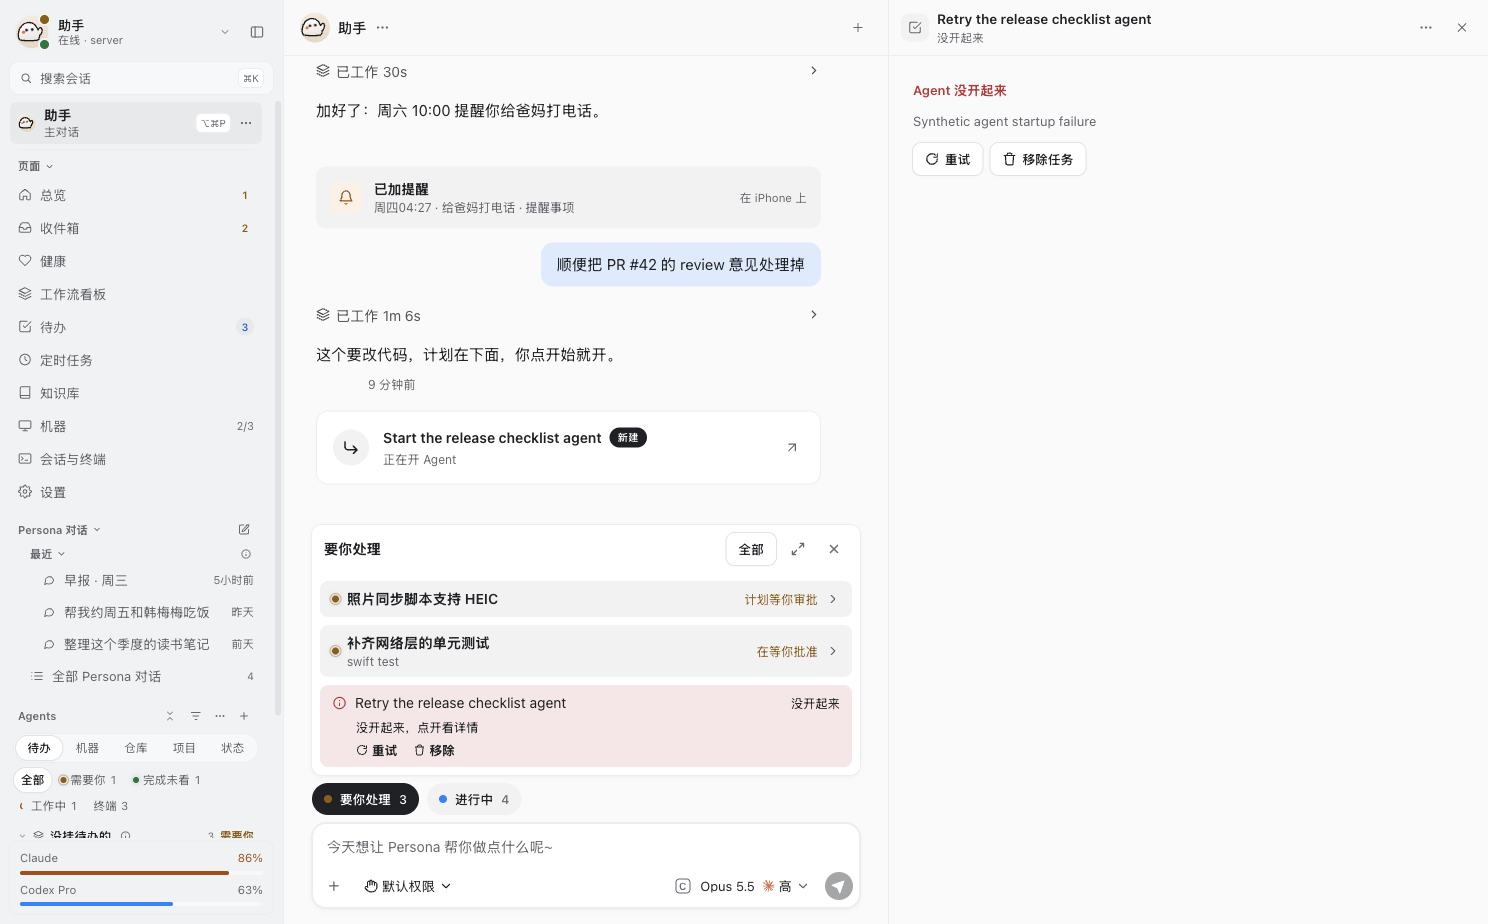 助手
在线 · server
搜索会话
⌘K
助手
主对话
⌥⌘P
页面
总览
1
收件箱
2
健康
工作流看板
待办
3
定时任务
知识库
机器
2/3
会话与终端
设置
Persona 对话
最近
早报 · 周三
5小时前
帮我约周五和韩梅梅吃饭
昨天
整理这个季度的读书笔记
前天
全部 Persona 对话
4
Agents
待办
机器
仓库
项目
状态
全部
需要你 1
完成未看 1
工作中 1
终端 3
没挂待办的
3 需要你
Claude
86%
Codex Pro
63%
助手
已工作 30s
加好了：周六 10:00 提醒你给爸妈打电话。
已加提醒
周四04:27 · 给爸妈打电话 · 提醒事项
在 iPhone 上
顺便把 PR #42 的 review 意见处理掉
已工作 1m 6s
这个要改代码，计划在下面，你点开始就开。
9 分钟前
Start the release checklist agent
新建
正在开 Agent
要你处理
全部
照片同步脚本支持 HEIC
计划等你审批
补齐网络层的单元测试
swift test
在等你批准
Retry the release checklist agent
没开起来
没开起来，点开看详情
重试
移除
要你处理 3
进行中 4
今天想让 Persona 帮你做点什么呢~
默认权限
C
Opus 5.5
高
Retry the release checklist agent
没开起来
Agent 没开起来
Synthetic agent startup failure
重试
移除任务